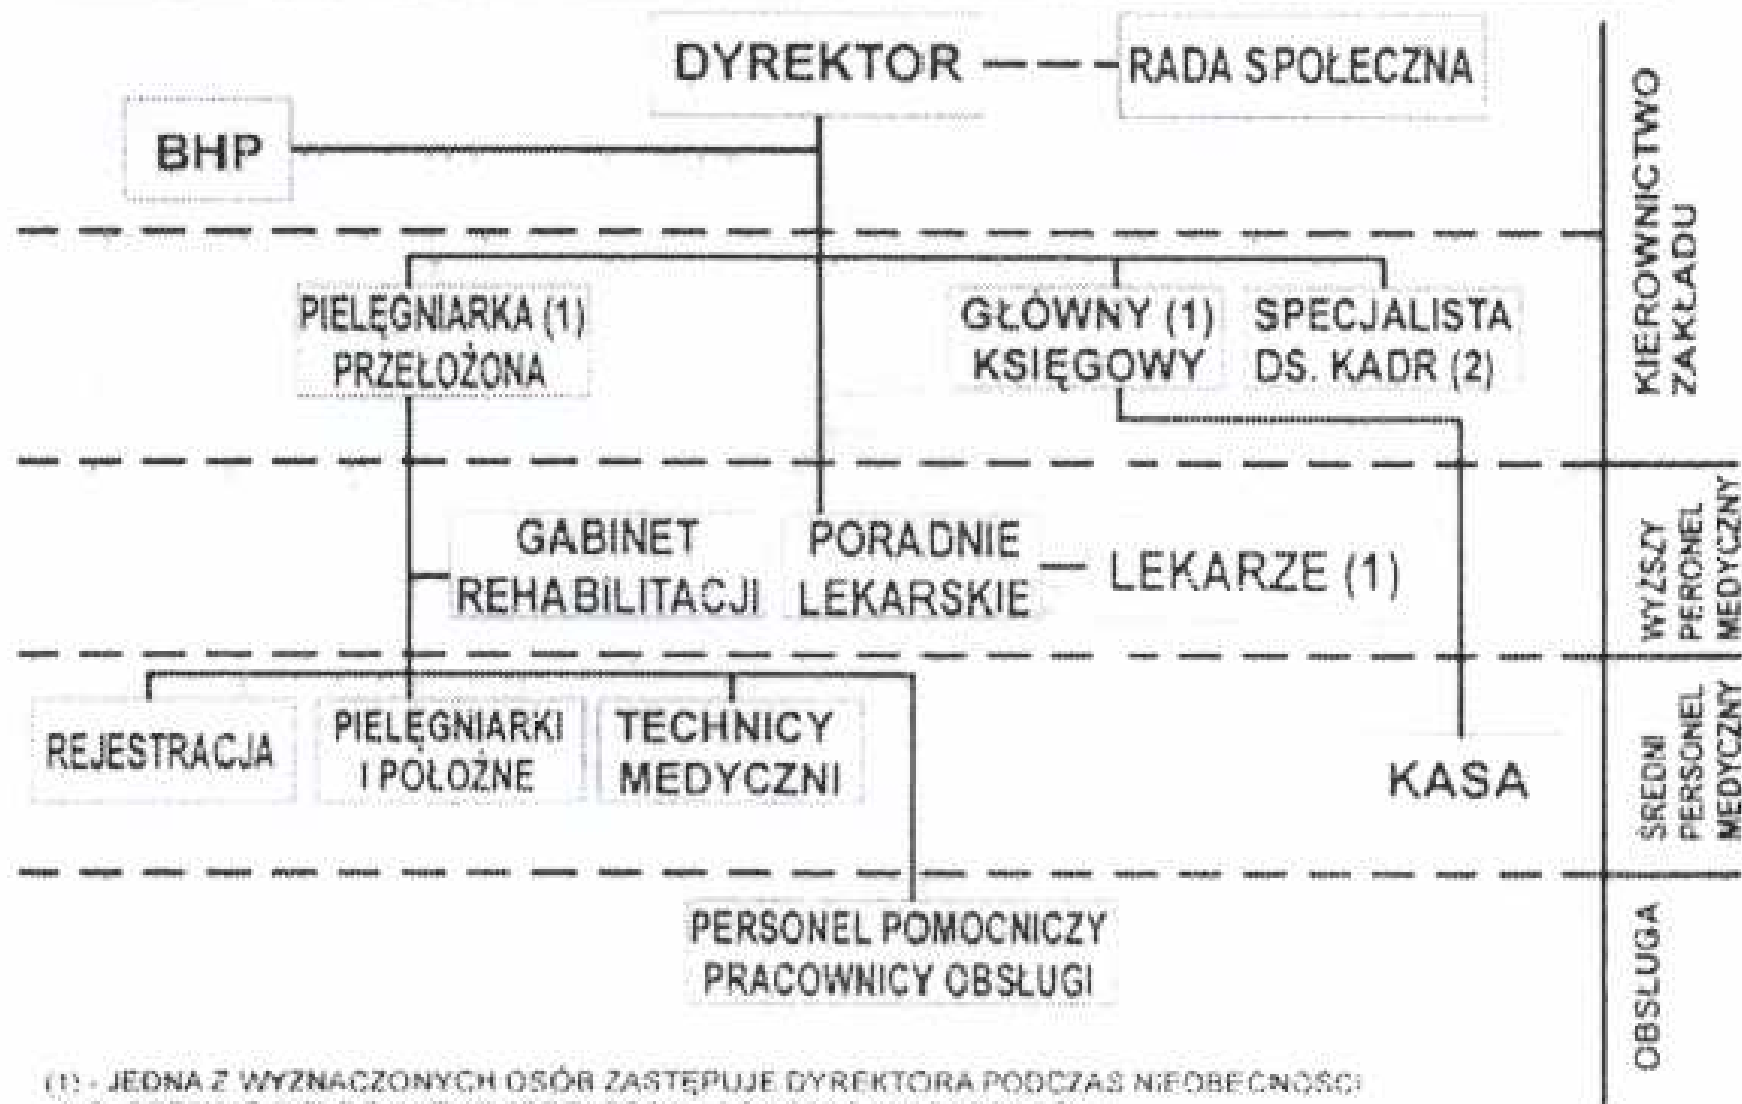 DYREKTOR
RADA SPOŁECZNA
BHP
KIEROWNICTWO
ZAKŁADU
PIELĘGNIARKA (1)
PRZEŁOŻONA
GŁÓWNY (1)
KSIĘGOWY
SPECJALISTA
DS. KADR (2)
GABINET
REHABILITACJI
PORADNIE
LEKARSKIE
LEKARZE (1)
WYŻSZY
PERONEL
MEDYCZNY
REJESTRACJA
PIELĘGNIARKI
I POŁOŻNE
TECHNICY
MEDYCZNI
KASA
ŚREDNI
PERSONEL
MEDYCZNY
PERSONEL POMOCNICZY
PRACOWNICY OBSŁUGI
OBSŁUGA
(1) - JEDNA Z WYZNACZONYCH OSÓB ZASTĘPUJE DYREKTORA PODCZAS NIEOBECNOŚCI